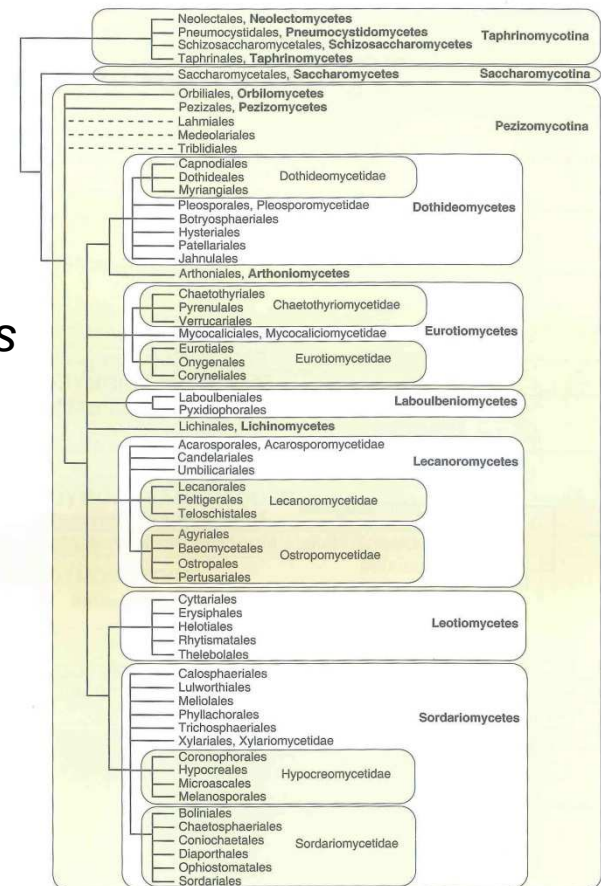 s
Neolectales, Neolectomycetes
Pneumocystidales, Pneumocystidomycetes
Schizosaccharomycetales, Schizosaccharomycetes
Taphrinales, Taphrinomycetes
Taphrinomycotina
Saccharomycetales, Saccharomycetes
Saccharomycotina
Orbiliales, Orbilomycetes
Pezizales, Pezizomycetes
Lahmiales
Medeolariales
Triblidiales
Pezizomycotina
Capnodiales
Dothideales
Myriangiales
Dothideomycetidae
Pleosporales, Pleosporomycetidae
Botryosphaeriales
Hysteriales
Patellariales
Jahnulales
Dothideomycetes
Arthoniales, Arthoniomycetes
Chaetothyriales
Pyrenulales
Verrucariales
Chaetothyriomycetidae
Mycocaliciales, Mycocaliciomycetidae
Eurotiales
Onygenales
Coryneliales
Eurotiomycetidae
Eurotiomycetes
Laboulbeniales
Pyxidiophorales
Laboulbeniomycetes
Lichinales, Lichinomycetes
Acarosporales, Acarosporomycetidae
Candelariales
Umbilicariales
Lecanoromycetes
Lecanorales
Peltigerales
Teloschistales
Lecanoromycetidae
Agyriales
Baeomycetales
Ostropales
Pertusariales
Ostropomycetidae
Cyttariales
Erysiphales
Helotiales
Rhytismatales
Thelebolales
Leotiomycetes
Calosphaeriales
Lulworthiales
Meliolales
Phyllachorales
Trichosphaeriales
Xylariales, Xylariomycetidae
Sordariomycetes
Coronophorales
Hypocreales
Microascales
Melanosporales
Hypocreomycetidae
Boliniales
Chaetosphaeriales
Coniochaetales
Diaporthales
Ophiostomatales
Sordariales
Sordariomycetidae